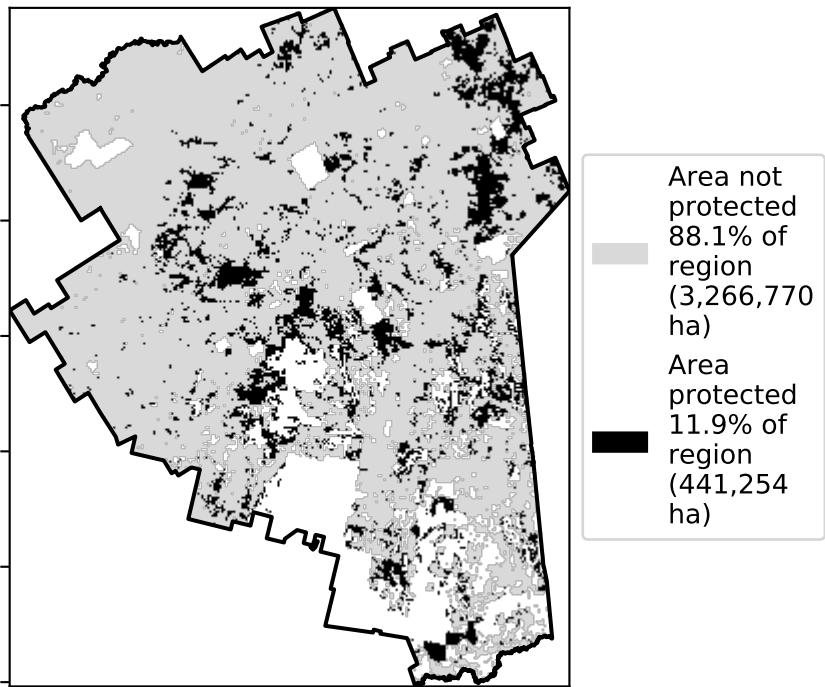 Area not
protected
88.1% of
region
(3,266,770
ha)
Area
protected
11.9% of
region
(441,254
ha)